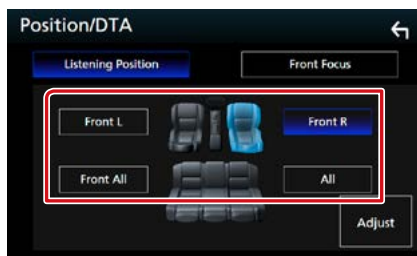 Position/DTA
Listening Position
Front Focus
Front L
Front R
Front All
All
Adjust